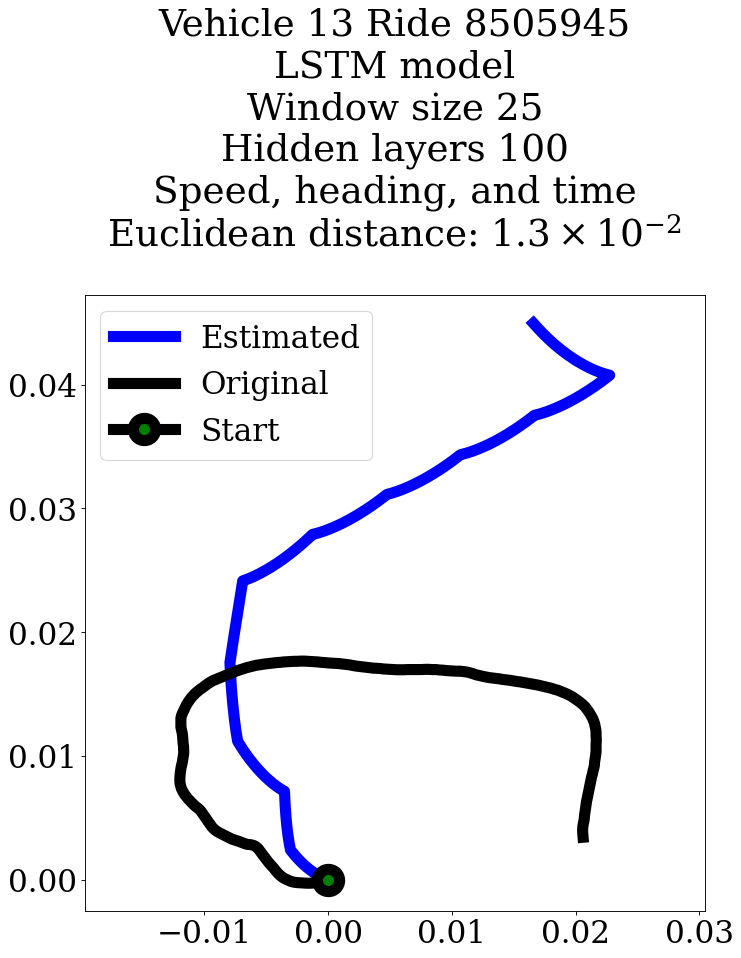 Vehicle 13 Ride 8505945
LSTM model
Window size 25
Hidden layers 100
Speed, heading, and time
Euclidean distance: 1.3 × 10⁻²
Estimated
Original
Start
0.04
0.03
0.02
0.01
0.00
−0.01 0.00 0.01 0.02 0.03